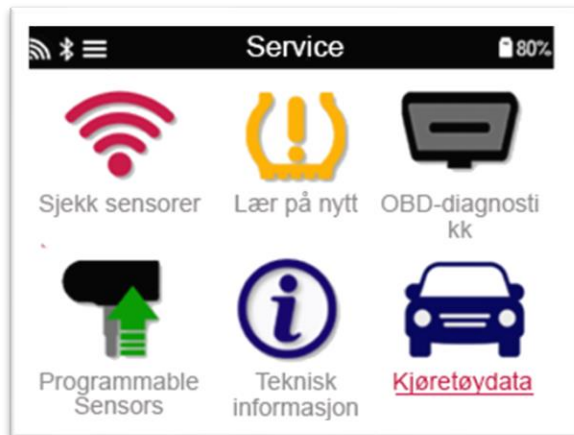 Service
80%
Sjekk sensorer
Lær på nytt
OBD-diagnosti
kk
Programmable
Sensors
Teknisk
informasjon
Kjøretøydata